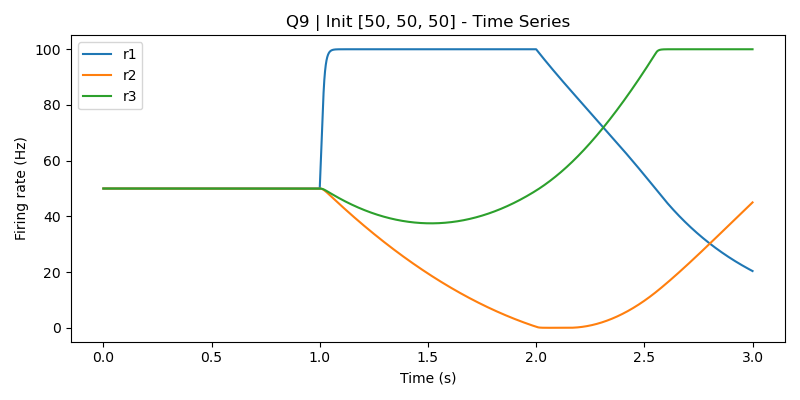 Q9 | Init [50, 50, 50] - Time Series
r1
r2
r3
Firing rate (Hz)
100
80
60
40
20
0
0.0 0.5 1.0 1.5 2.0 2.5 3.0
Time (s)